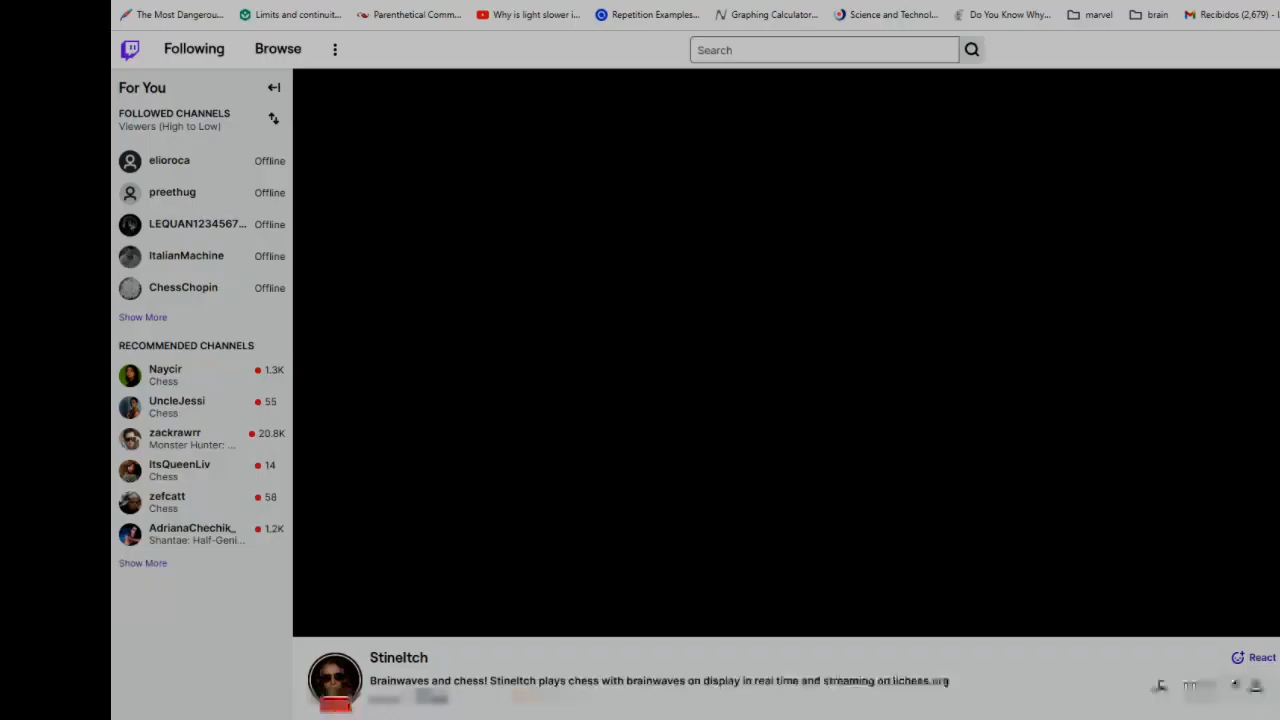 The Most Dangerou...
Limits and continuit...
Parenthetical Comm...
Why is light slower i...
Repetition Examples...
Graphing Calculator...
Science and Technol...
Do You Know Why...
marvel
brain
Recibidos (2,679) -
Following Browse
Search
For You
FOLLOWED CHANNELS
Viewers (High to Low)
elioroca Offline
preethug Offline
LEQUAN1234567... Offline
ItalianMachine Offline
ChessChopin Offline
Show More
RECOMMENDED CHANNELS
Naycir 1.3K
Chess
UncleJessi 55
Chess
zackrawrr 20.8K
Monster Hunter: ...
ItsQueenLiv 14
Chess
zefcatt 58
Chess
AdrianaChechik_ 1.2K
Shantae: Half-Geni...
Show More
StineItch
React
Brainwaves and chess! StineItch plays chess with brainwaves on display in real time and streaming on lichess.org